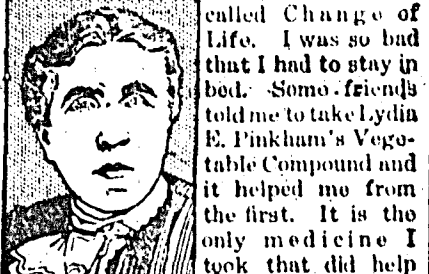 called Change of
Life. I was so bad
that I had to stay in
bed. Some friends
told me to take Lydia
E. Pinkham's Vege-
table Compound and
it helped me from
the first. It is the
only medicine I
took that did help